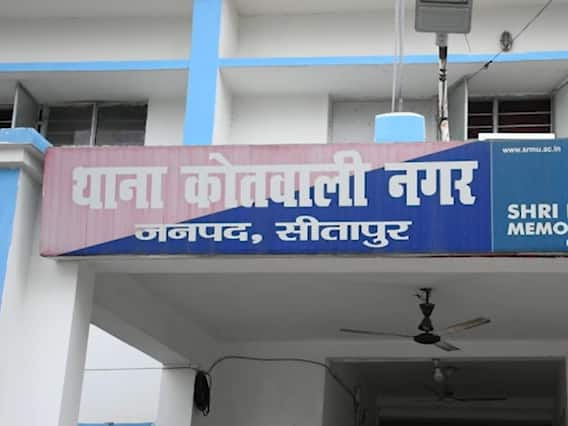 थाना कोतवाली नगर
जनपद, सीतापुर
www.srmu.ac.in
SHRI
MEMO